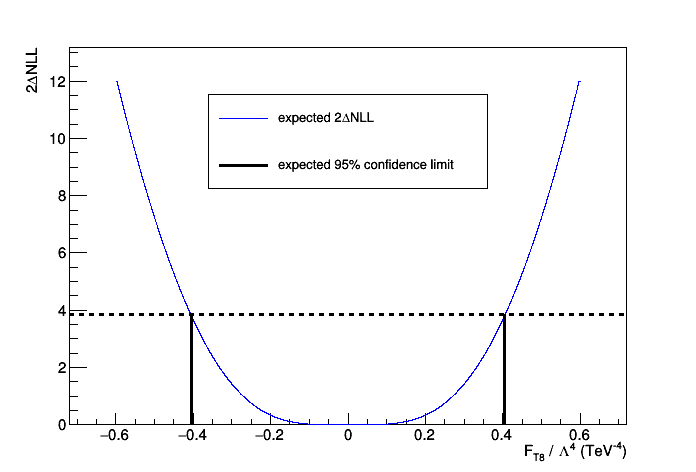 2ΔNLL
12
10
8
6
4
2
0
expected 2ΔNLL
expected 95% confidence limit
−0.6 −0.4 −0.2 0 0.2 0.4 0.6
F_T8 / Λ^4 (TeV^-4)